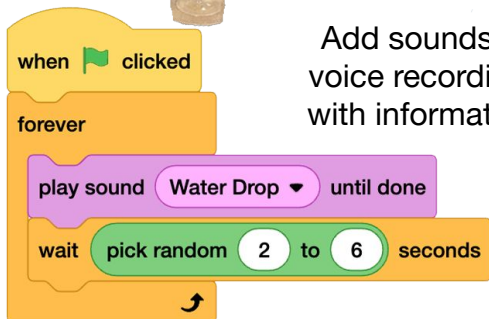 when clicked
Add sounds
voice recordi
with informat
forever
play sound Water Drop until done
wait pick random 2 to 6 seconds